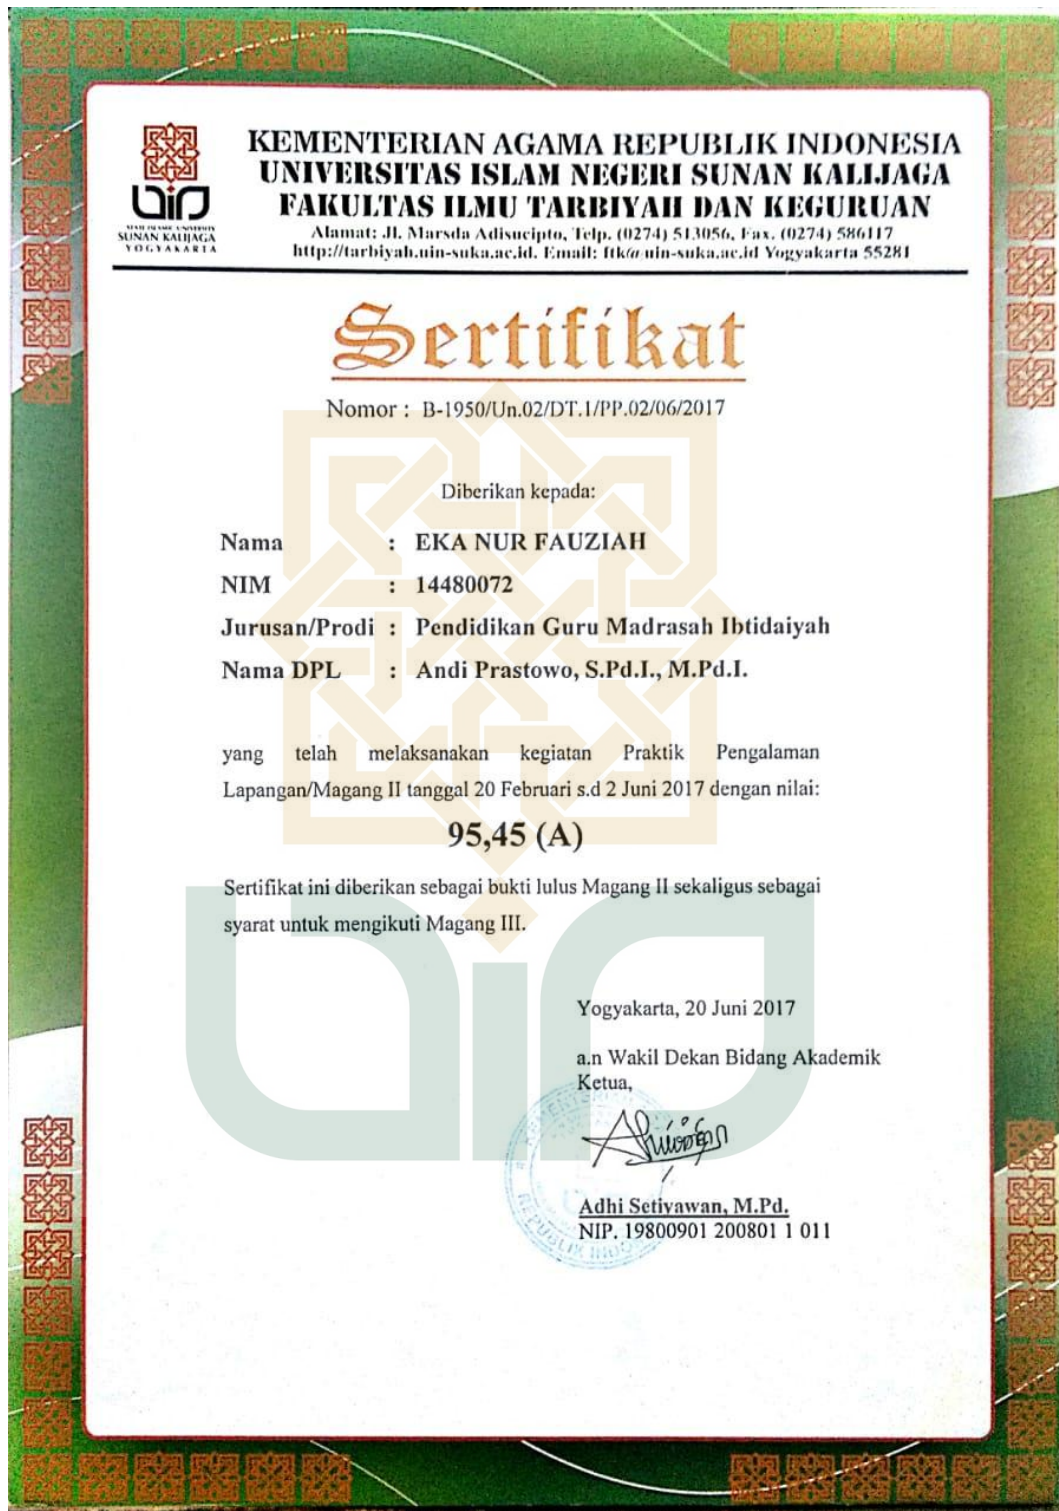 KEMENTERIAN AGAMA REPUBLIK INDONESIA
UNIVERSITAS ISLAM NEGERI SUNAN KALIJAGA
FAKULTAS ILMU TARBIYAH DAN KEGURUAN
Alamat: Jl. Marsda Adisucipto, Telp. (0274) 513056, Fax. (0274) 586117
http://tarbiyah.uin-suka.ac.id. Email: ftk@uin-suka.ac.id Yogyakarta 55281
uin
STATE ISLAMIC UNIVERSITY
SUNAN KALIJAGA
YOGYAKARTA
Sertifikat
Nomor : B-1950/Un.02/DT.1/PP.02/06/2017
Diberikan kepada:
Nama : EKA NUR FAUZIAH
NIM : 14480072
Jurusan/Prodi : Pendidikan Guru Madrasah Ibtidaiyah
Nama DPL : Andi Prastowo, S.Pd.I., M.Pd.I.
yang telah melaksanakan kegiatan Praktik Pengalaman
Lapangan/Magang II tanggal 20 Februari s.d 2 Juni 2017 dengan nilai:
95,45 (A)
Sertifikat ini diberikan sebagai bukti lulus Magang II sekaligus sebagai
syarat untuk mengikuti Magang III.
Yogyakarta, 20 Juni 2017
a.n Wakil Dekan Bidang Akademik
Ketua,
Adhi Setiyawan, M.Pd.
NIP. 19800901 200801 1 011
REPUBLIK INDO